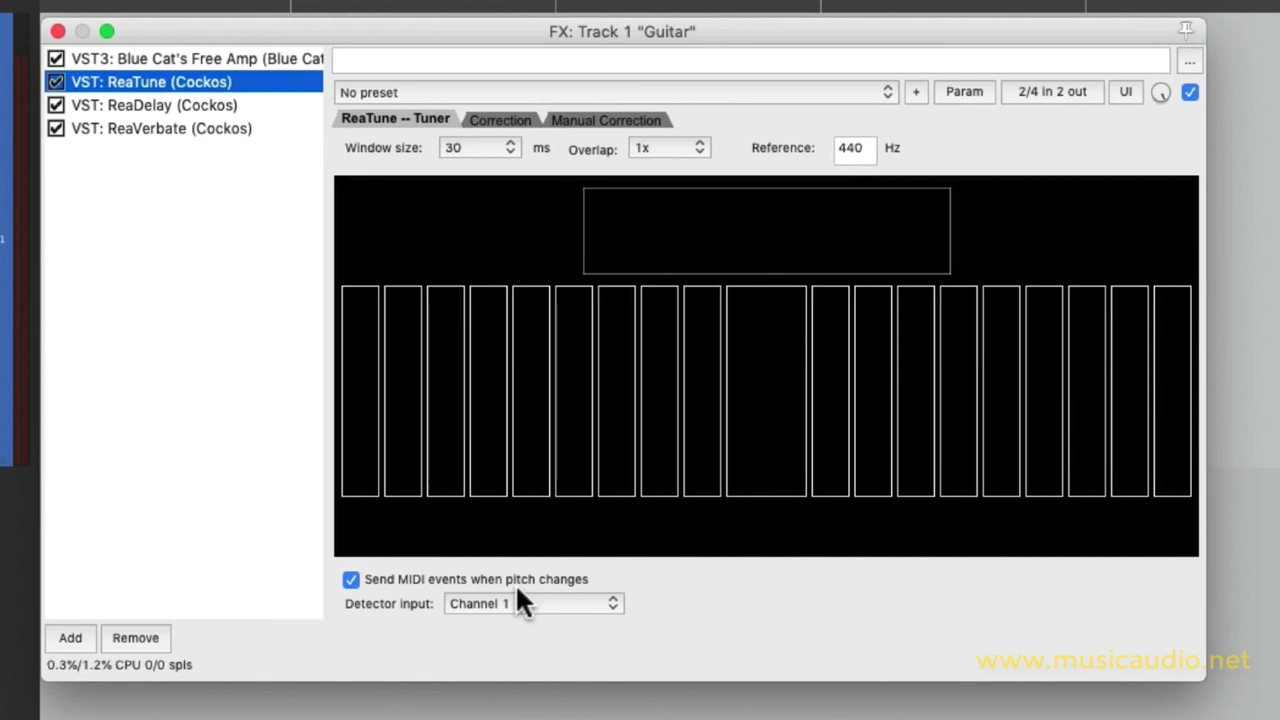 FX: Track 1 "Guitar"
VST3: Blue Cat's Free Amp (Blue Cat
VST: ReaTune (Cockos)
VST: ReaDelay (Cockos)
VST: ReaVerbate (Cockos)
...
No preset
+
Param
2/4 in 2 out
UI
ReaTune -- Tuner
Correction
Manual Correction
Window size: 30 ms Overlap: 1x Reference: 440 Hz
1
Send MIDI events when pitch changes
Detector input: Channel 1
Add
Remove
0.3%/1.2% CPU 0/0 spls
www.musicaudio.net